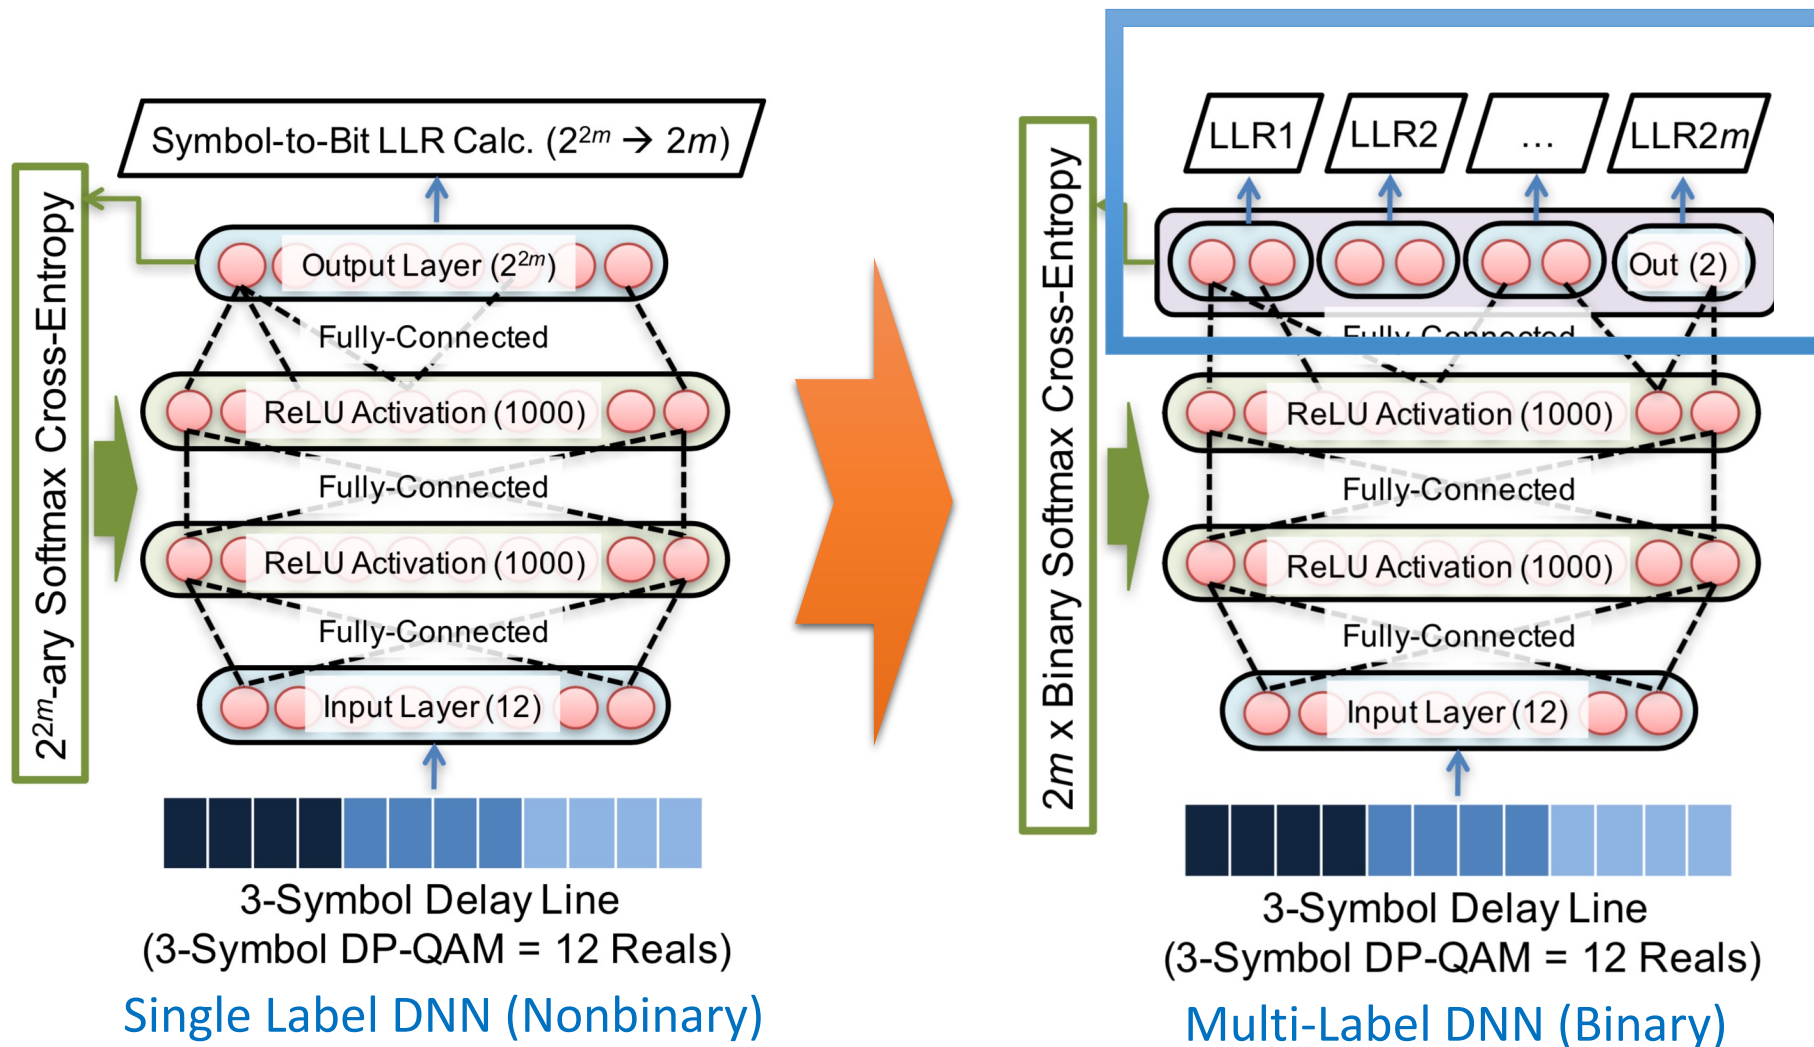 Symbol-to-Bit LLR Calc. (2^2m → 2m)
2^2m-ary Softmax Cross-Entropy
Output Layer (2^2m)
Fully-Connected
ReLU Activation (1000)
Fully-Connected
ReLU Activation (1000)
Fully-Connected
Input Layer (12)
3-Symbol Delay Line
(3-Symbol DP-QAM = 12 Reals)
Single Label DNN (Nonbinary)
LLR1
LLR2
...
LLR2m
2m x Binary Softmax Cross-Entropy
Out (2)
Fully-Connected
ReLU Activation (1000)
Fully-Connected
ReLU Activation (1000)
Fully-Connected
Input Layer (12)
3-Symbol Delay Line
(3-Symbol DP-QAM = 12 Reals)
Multi-Label DNN (Binary)